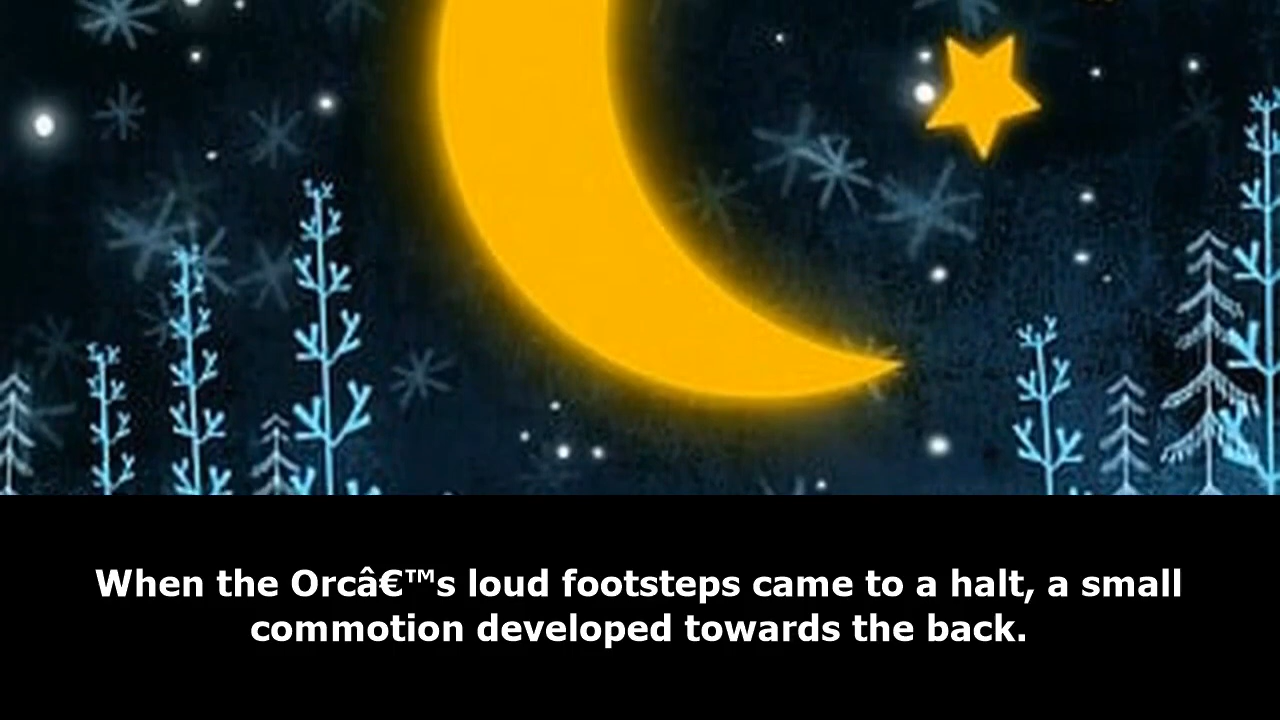 When the Orcâ€™s loud footsteps came to a halt, a small
commotion developed towards the back.